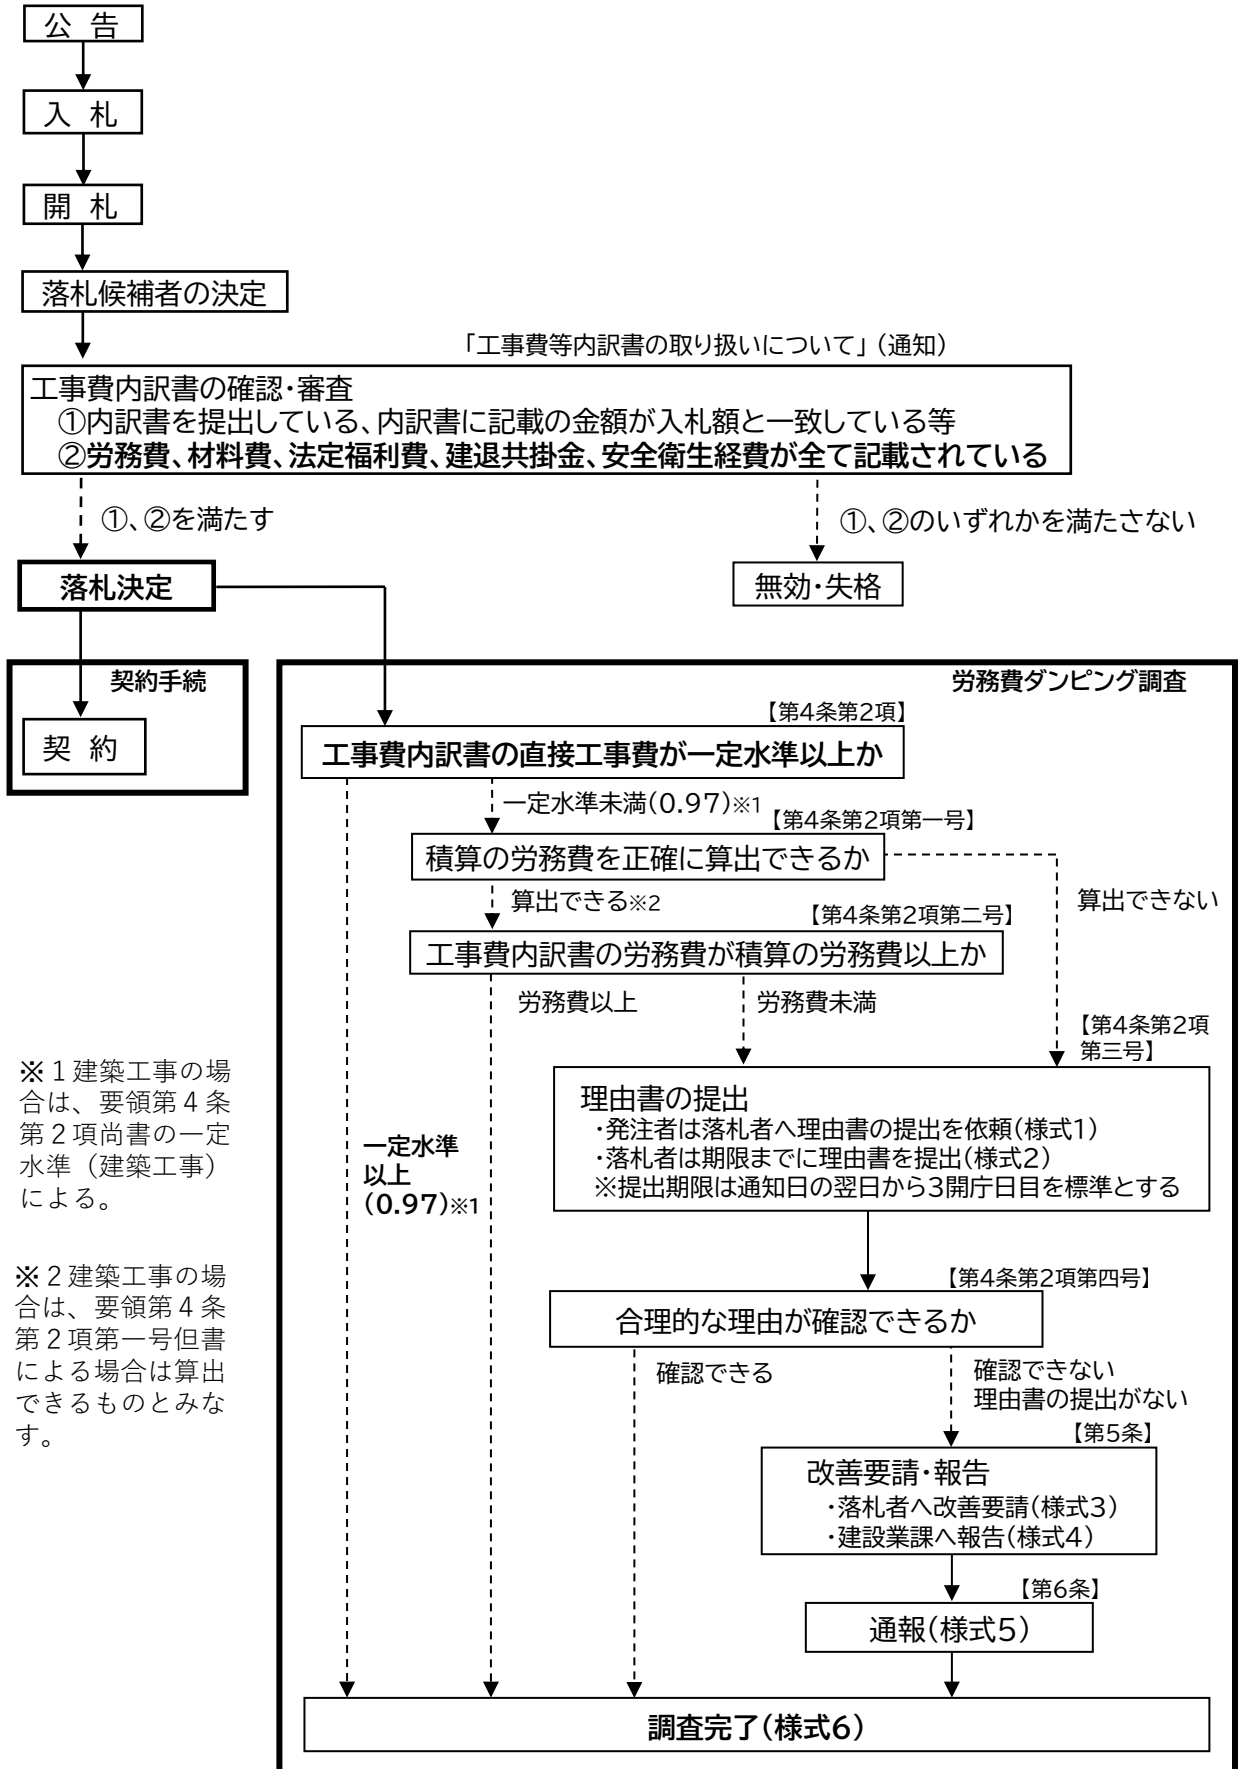 公 告
入 札
開 札
落札候補者の決定
「工事費等内訳書の取り扱いについて」（通知）
工事費内訳書の確認・審査
①内訳書を提出している、内訳書に記載の金額が入札額と一致している等
②労務費、材料費、法定福利費、建退共掛金、安全衛生経費が全て記載されている
①、②を満たす
①、②のいずれかを満たさない
落札決定
無効・失格
契約手続
契 約
労務費ダンピング調査
【第4条第2項】
工事費内訳書の直接工事費が一定水準以上か
一定水準未満(0.97)※1
【第4条第2項第一号】
積算の労務費を正確に算出できるか
算出できる※2
算出できない
【第4条第2項第二号】
工事費内訳書の労務費が積算の労務費以上か
労務費以上
労務費未満
【第4条第2項
第三号】
理由書の提出
・発注者は落札者へ理由書の提出を依頼(様式1)
・落札者は期限までに理由書を提出(様式2)
※提出期限は通知日の翌日から3開庁日目を標準とする
一定水準
以上
(0.97)※1
※１建築工事の場
合は、要領第４条
第２項尚書の一定
水準（建築工事）
による。
※２建築工事の場
合は、要領第４条
第２項第一号但書
による場合は算出
できるものとみな
す。
【第4条第2項第四号】
合理的な理由が確認できるか
確認できる
確認できない
理由書の提出がない
【第5条】
改善要請・報告
・落札者へ改善要請(様式3)
・建設業課へ報告(様式4)
【第6条】
通報(様式5)
調査完了(様式6)